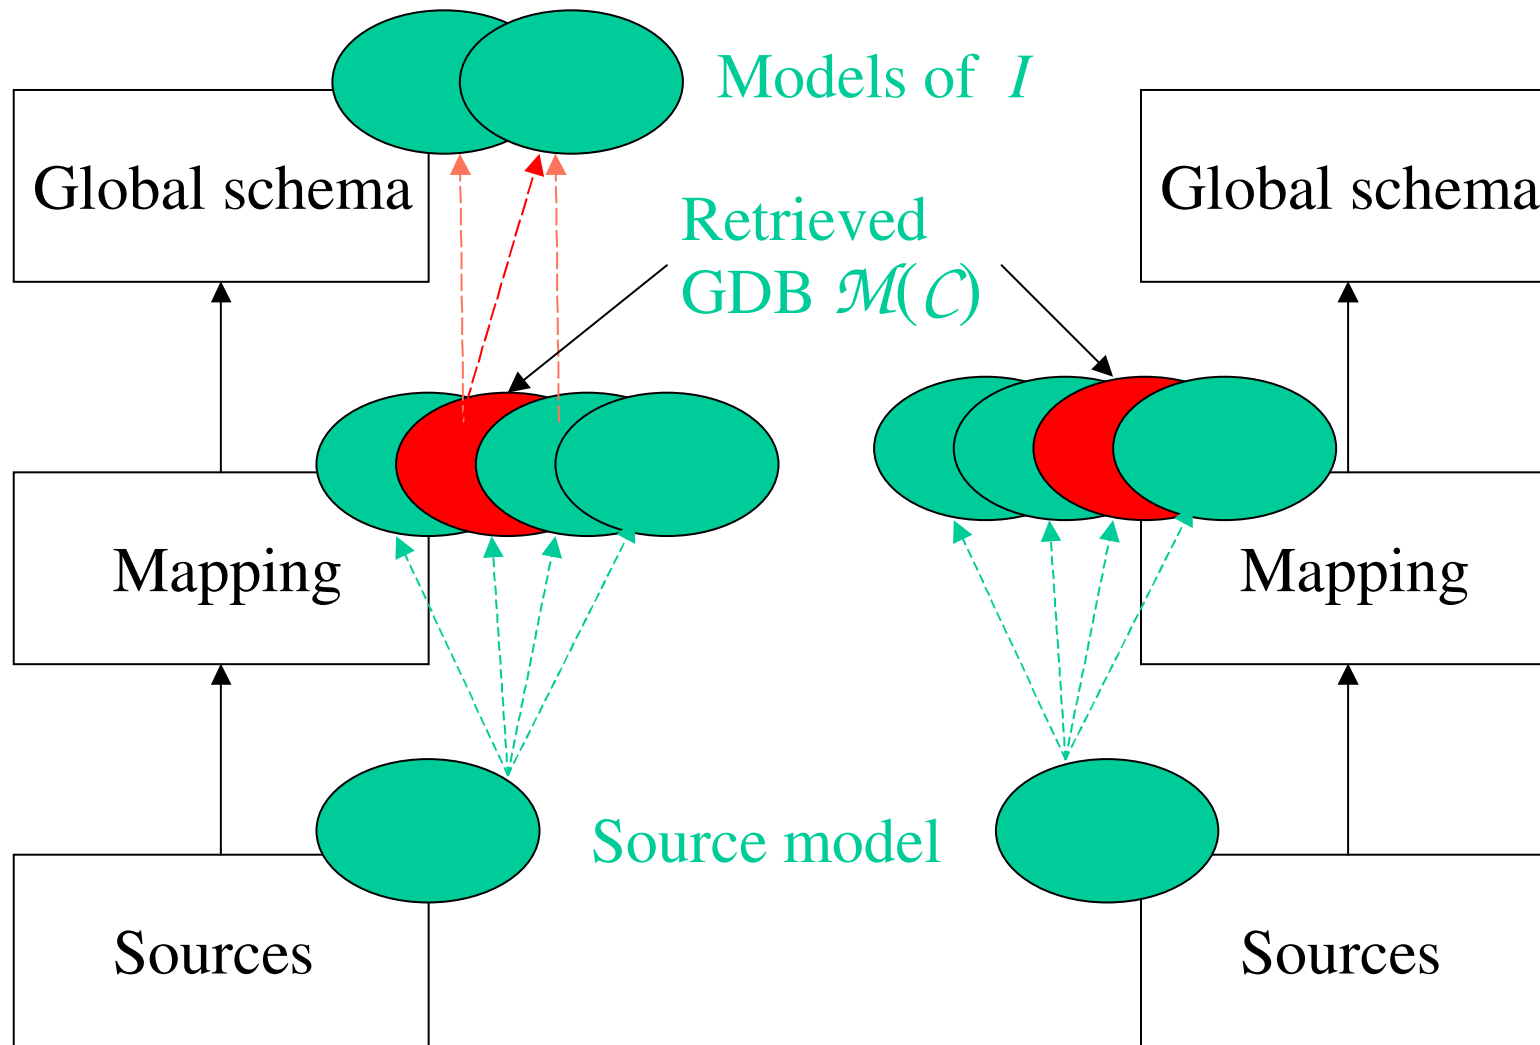 Models of I
Global schema
Global schema
Retrieved
GDB ℳ(𝒞)
Mapping
Mapping
Source model
Sources
Sources